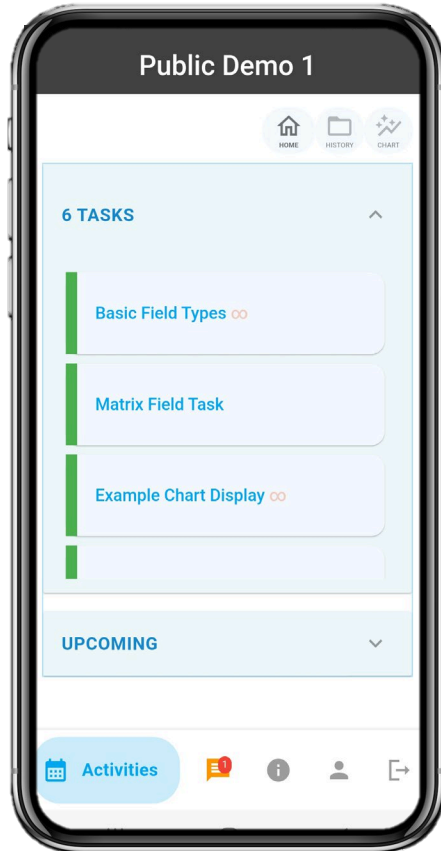 Public Demo 1
HOME
HISTORY
CHART
6 TASKS
Basic Field Types ∞
Matrix Field Task
Example Chart Display ∞
UPCOMING
1
Activities